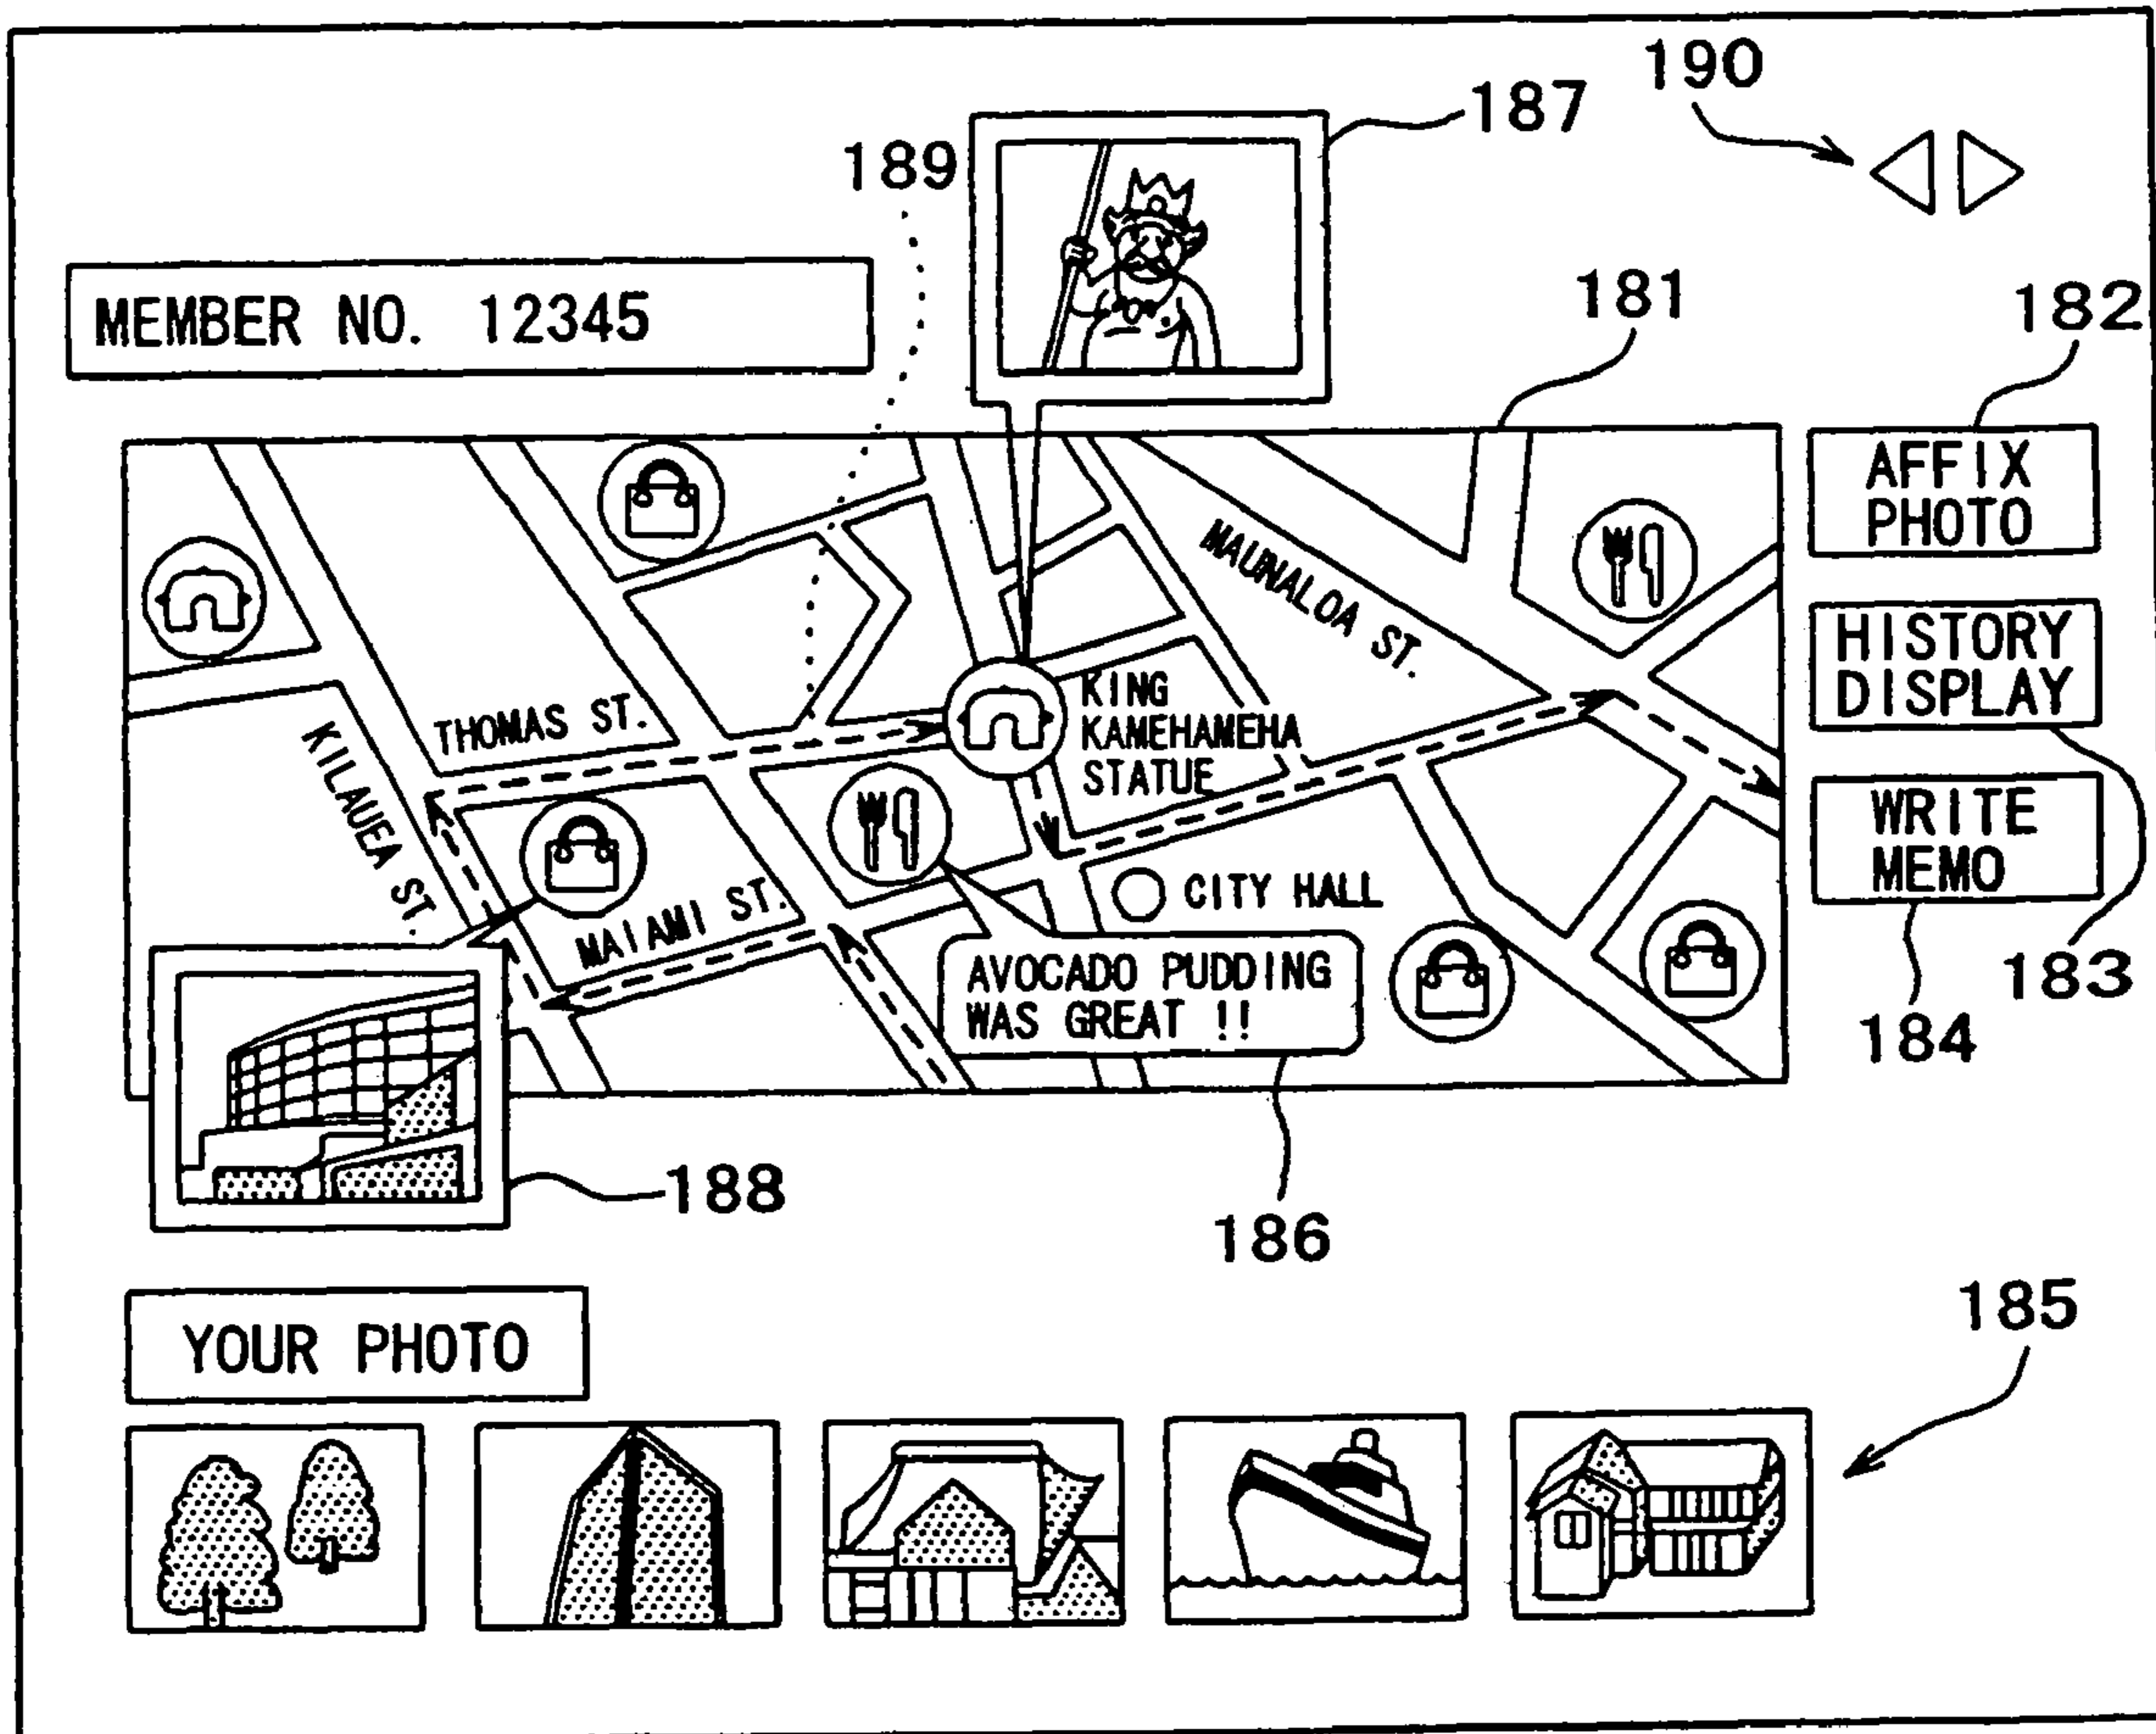 190
187
189
MEMBER NO. 12345
181
182
AFFIX
PHOTO
MAUNALOA ST.
HISTORY
DISPLAY
THOMAS ST.
KING
KAMEHAMEHA
STATUE
KILAUEA ST.
WRITE
MEMO
MAIAMI ST.
CITY HALL
AVOCADO PUDDING
WAS GREAT !!
183
184
188
186
YOUR PHOTO
185